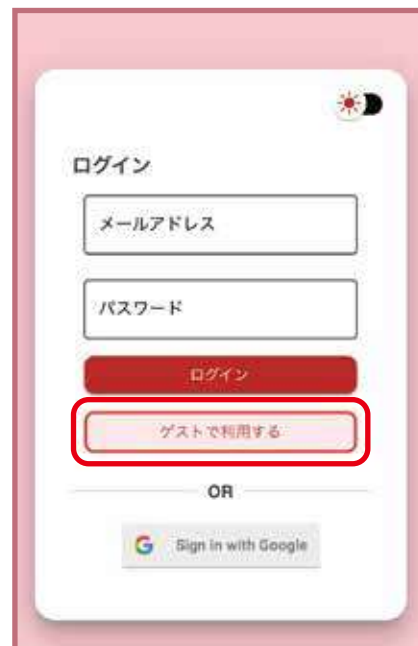 ログイン
メールアドレス
パスワード
ログイン
ゲストで利用する
OR
Sign in with Google